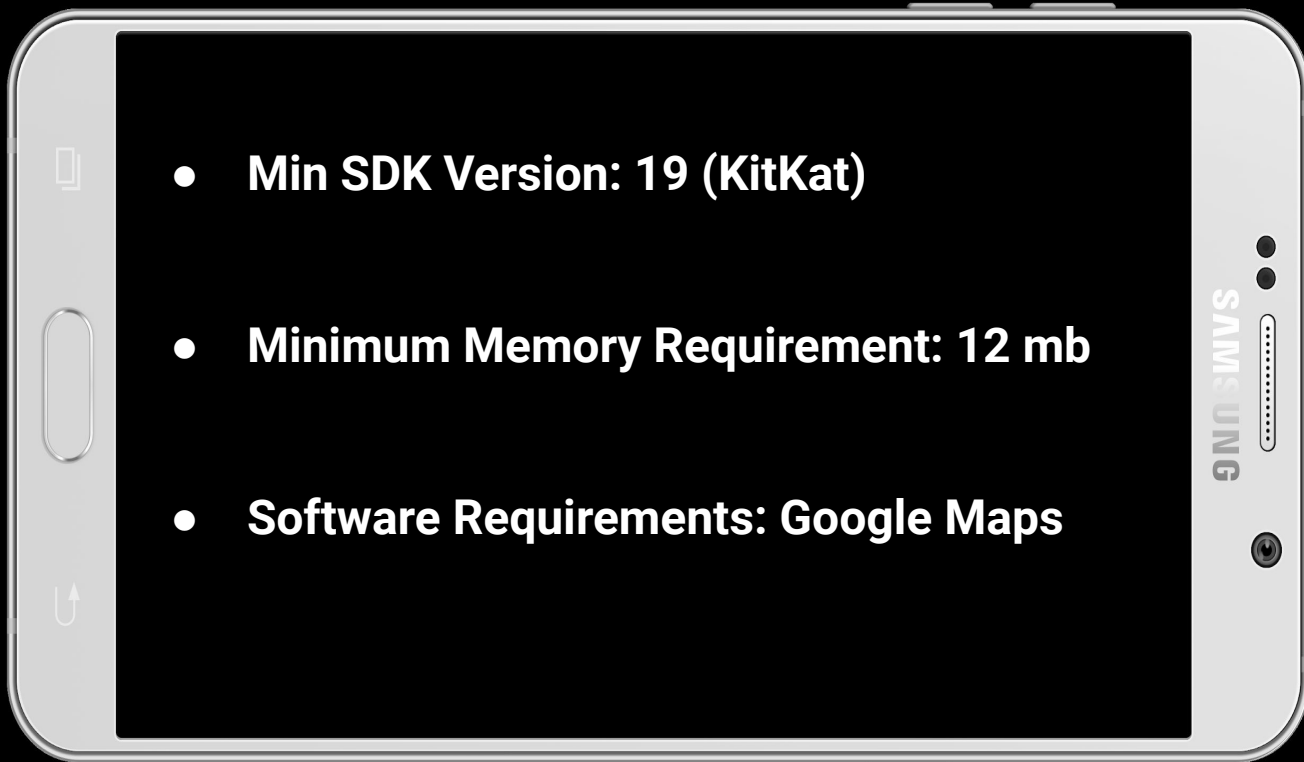 ● Min SDK Version: 19 (KitKat)
● Minimum Memory Requirement: 12 mb
● Software Requirements: Google Maps
SAMSUNG